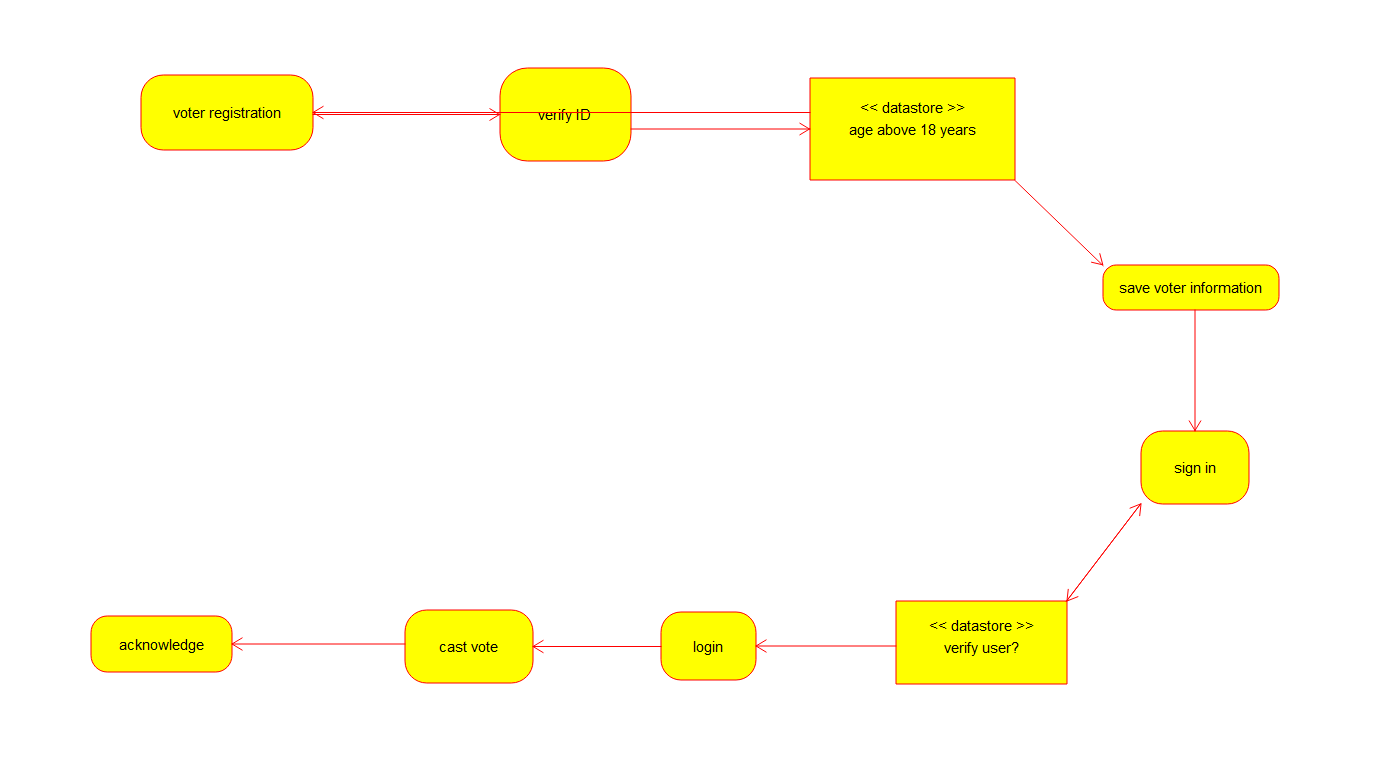 voter registration
verify ID
<< datastore >>
age above 18 years
save voter information
sign in
<< datastore >>
verify user?
login
cast vote
acknowledge